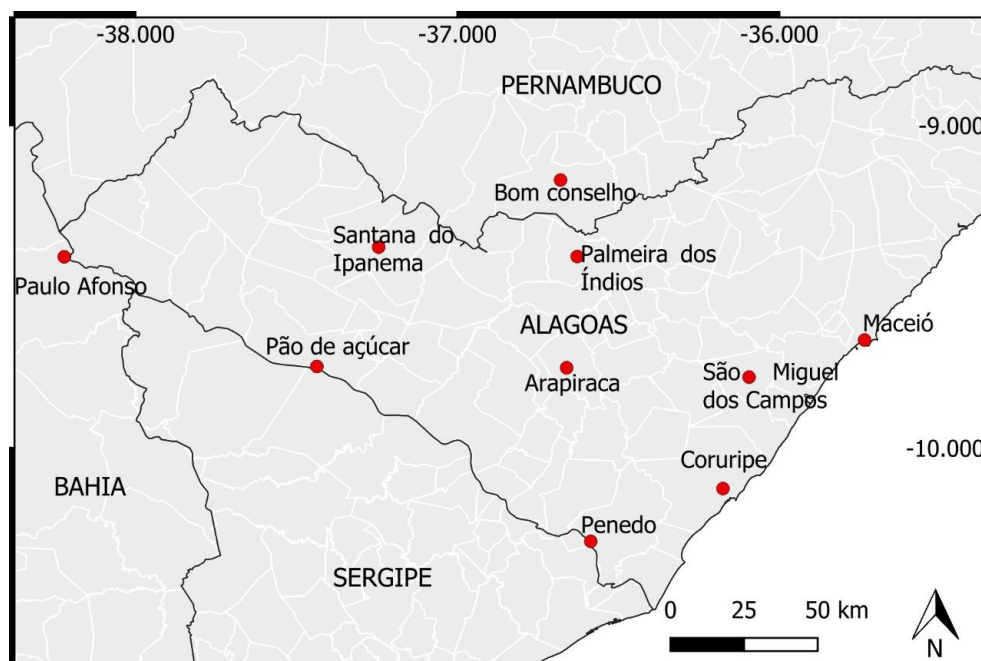 -38.000
-37.000
-36.000
PERNAMBUCO
-9.000
Bom conselho
Santana do
Ipanema
Palmeira dos
Índios
Paulo Afonso
ALAGOAS
Maceió
Pão de açúcar
Arapiraca
São Miguel
dos Campos
-10.000
Coruripe
BAHIA
Penedo
SERGIPE
0 25 50 km
N